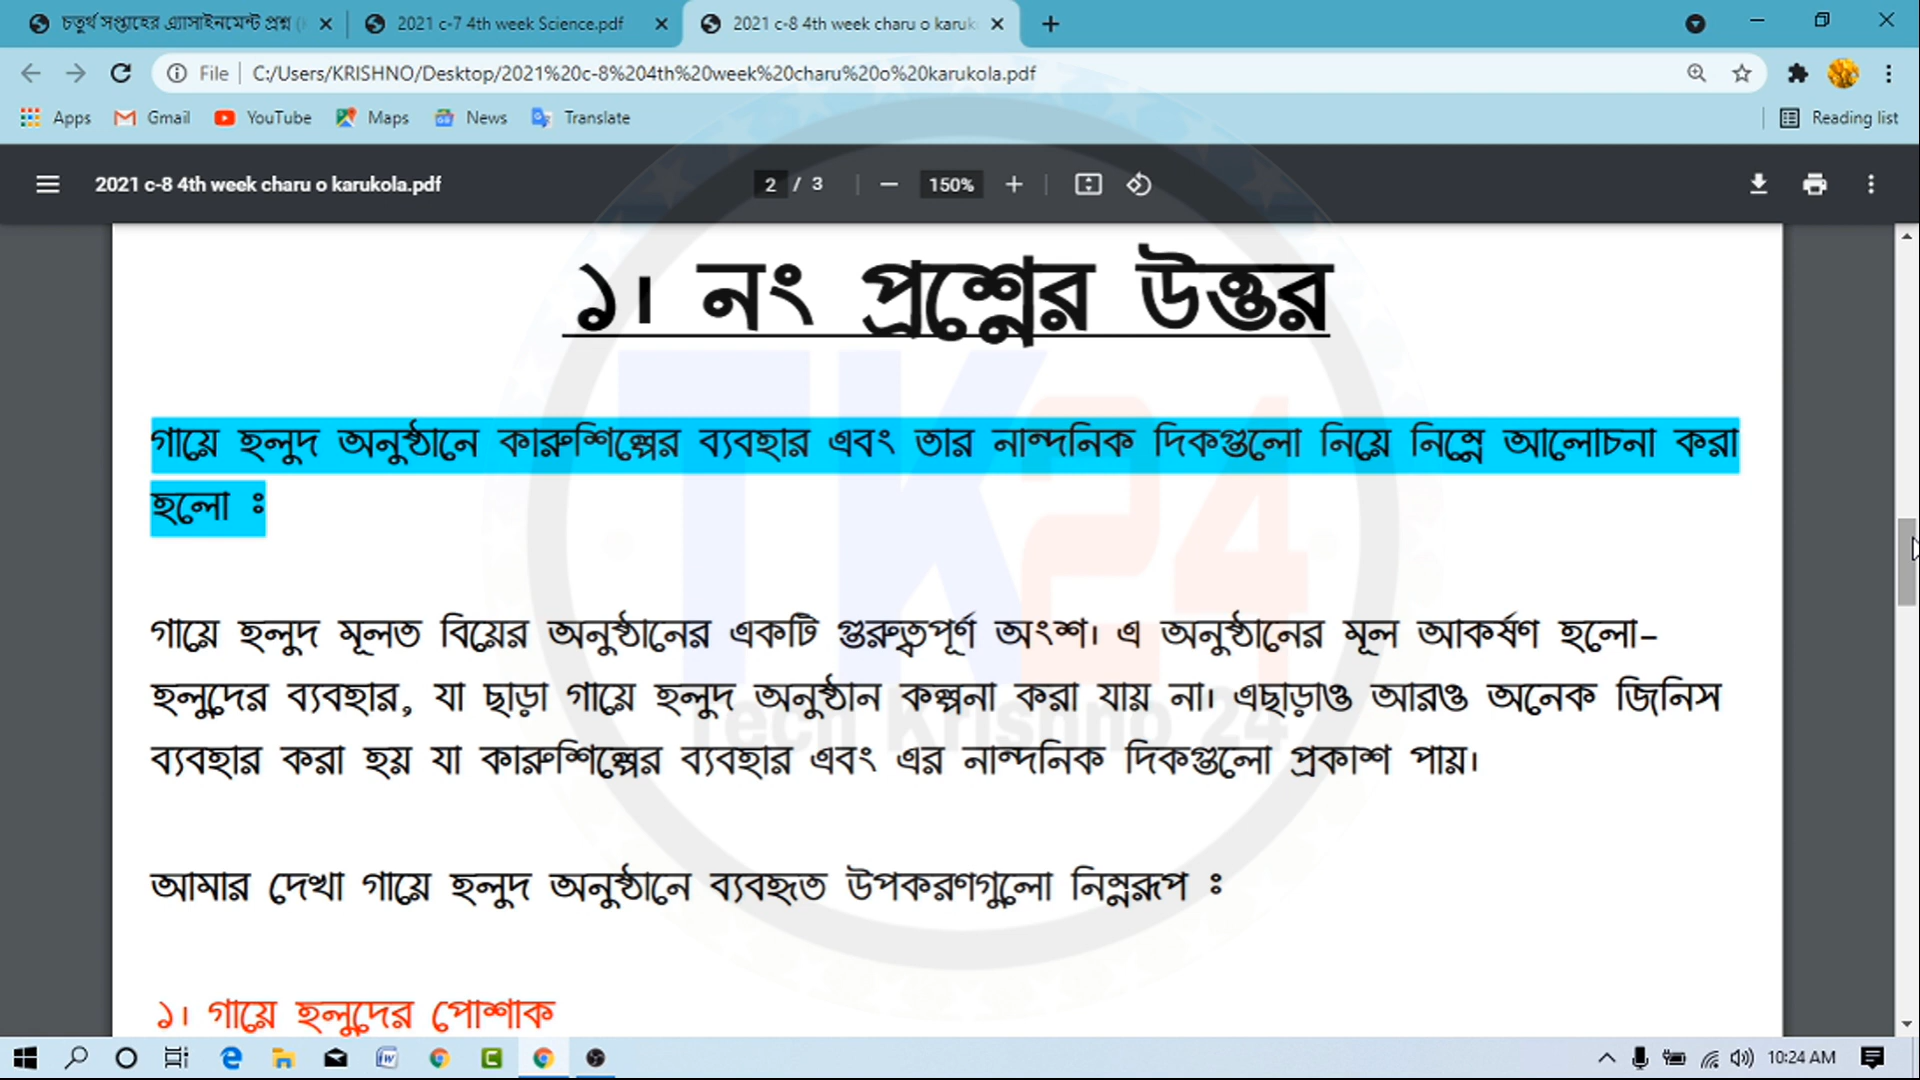 চতুর্থ সপ্তাহের এ্যাসাইনমেন্ট প্রশ্ন
2021 c-7 4th week Science.pdf
2021 c-8 4th week charu o karuk
File
C:/Users/KRISHNO/Desktop/2021%20c-8%204th%20week%20charu%20o%20karukola.pdf
Apps Gmail YouTube Maps News Translate Reading list
2021 c-8 4th week charu o karukola.pdf
2 / 3
150%
১। নং প্রশ্নের উত্তর
গায়ে হলুদ অনুষ্ঠানে কারুশিল্পের ব্যবহার এবং তার নান্দনিক দিকগুলো নিয়ে নিম্নে আলোচনা করা
হলো ঃ
গায়ে হলুদ মূলত বিয়ের অনুষ্ঠানের একটি গুরুত্বপূর্ণ অংশ। এ অনুষ্ঠানের মূল আকর্ষণ হলো-
হলুদের ব্যবহার, যা ছাড়া গায়ে হলুদ অনুষ্ঠান কল্পনা করা যায় না। এছাড়াও আরও অনেক জিনিস
ব্যবহার করা হয় যা কারুশিল্পের ব্যবহার এবং এর নান্দনিক দিকগুলো প্রকাশ পায়।
আমার দেখা গায়ে হলুদ অনুষ্ঠানে ব্যবহৃত উপকরণগুলো নিম্নরূপ ঃ
১। গায়ে হলুদের পোশাক
TK24
Tech Krishno 24
10:24 AM